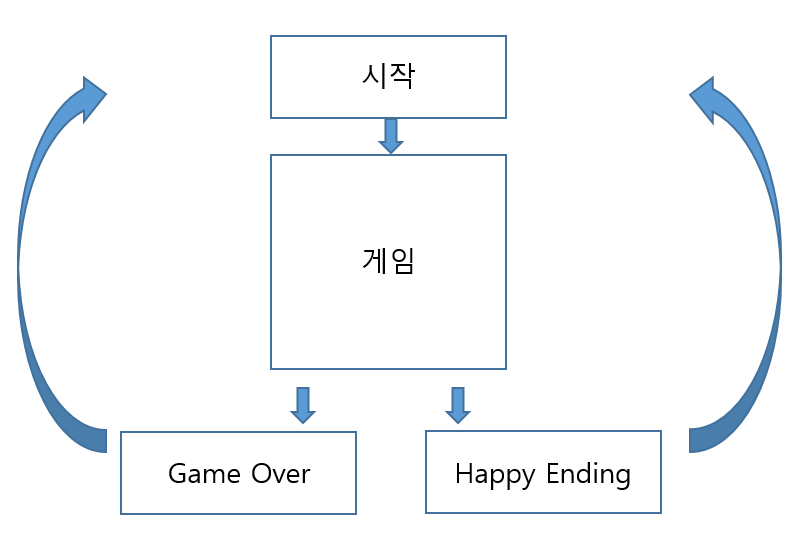 시작
게임
Game Over
Happy Ending